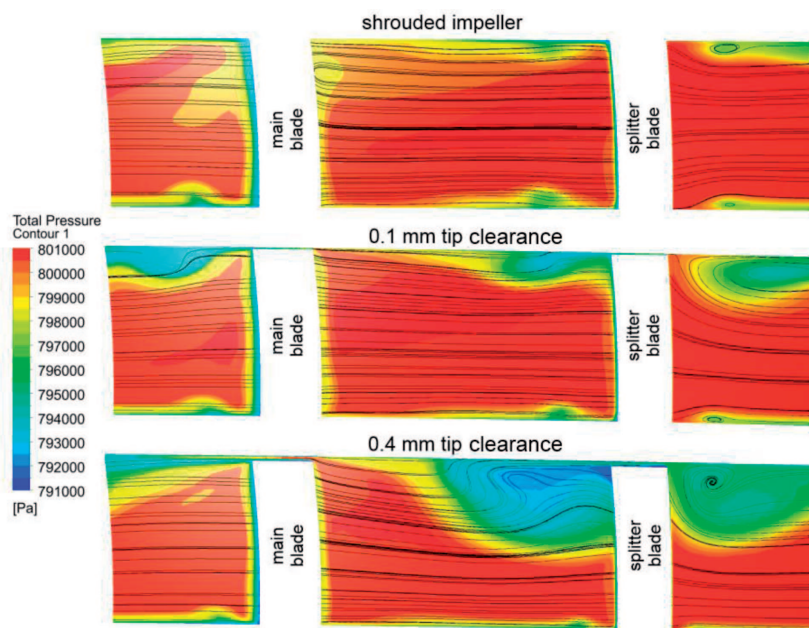 shrouded impeller
main
blade
splitter
blade
Total Pressure
Contour 1
801000
800000
799000
798000
797000
796000
795000
794000
793000
792000
791000
[Pa]
0.1 mm tip clearance
main
blade
splitter
blade
0.4 mm tip clearance
main
blade
splitter
blade